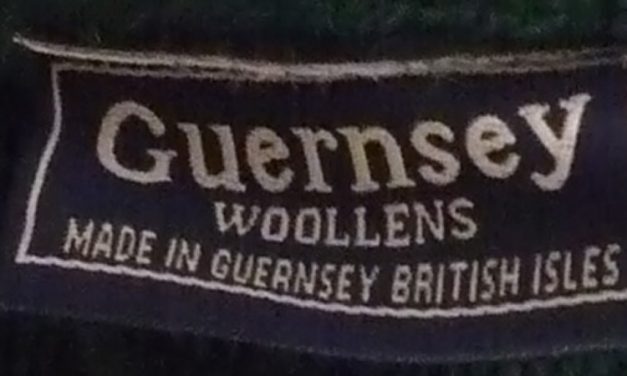 Guernsey
WOOLLENS
MADE IN GUERNSEY BRITISH ISLES